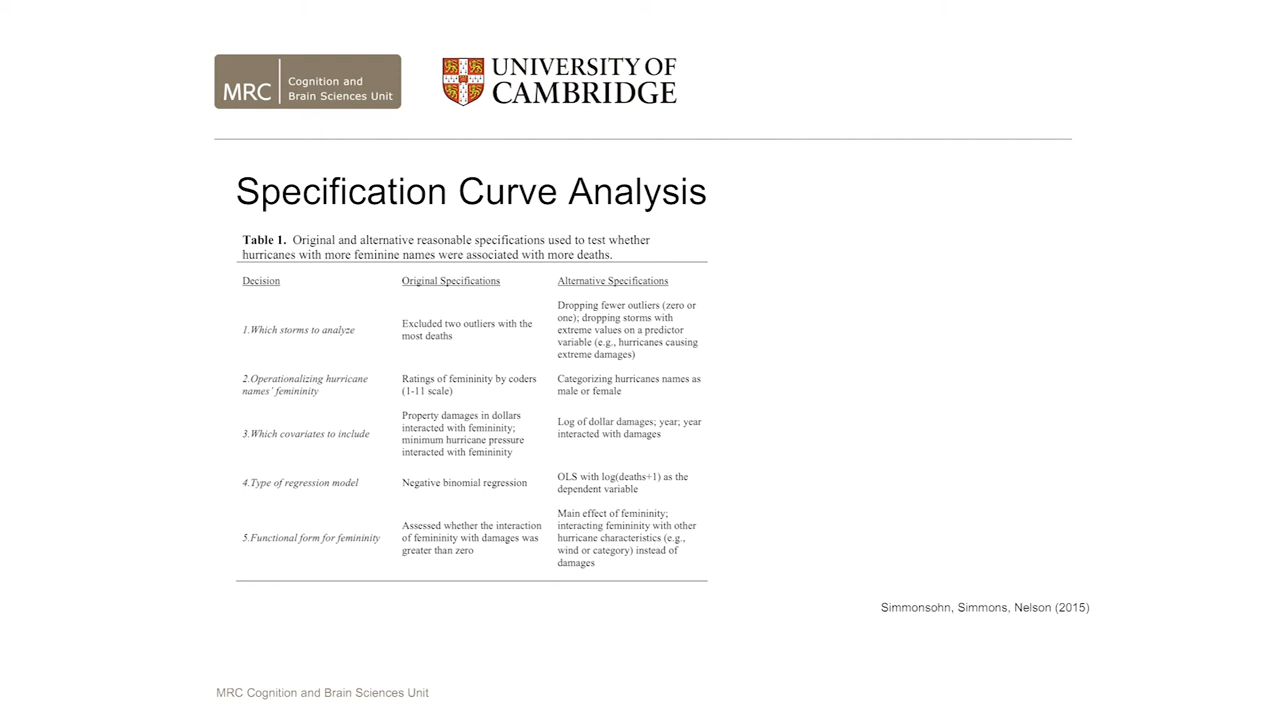 MRC
Cognition and
Brain Sciences Unit
UNIVERSITY OF
CAMBRIDGE
Specification Curve Analysis
Table 1. Original and alternative reasonable specifications used to test whether
hurricanes with more feminine names were associated with more deaths.
Decision Original Specifications Alternative Specifications
1.Which storms to analyze
Excluded two outliers with the
most deaths
Dropping fewer outliers (zero or
one); dropping storms with
extreme values on a predictor
variable (e.g., hurricanes causing
extreme damages)
2.Operationalizing hurricane
names' femininity
Ratings of femininity by coders
(1-11 scale)
Categorizing hurricanes names as
male or female
3.Which covariates to include
Property damages in dollars
interacted with femininity;
minimum hurricane pressure
interacted with femininity
Log of dollar damages; year; year
interacted with damages
4.Type of regression model
Negative binomial regression
OLS with log(deaths+1) as the
dependent variable
5.Functional form for femininity
Assessed whether the interaction
of femininity with damages was
greater than zero
Main effect of femininity;
interacting femininity with other
hurricane characteristics (e.g.,
wind or category) instead of
damages
Simmonsohn, Simmons, Nelson (2015)
MRC Cognition and Brain Sciences Unit